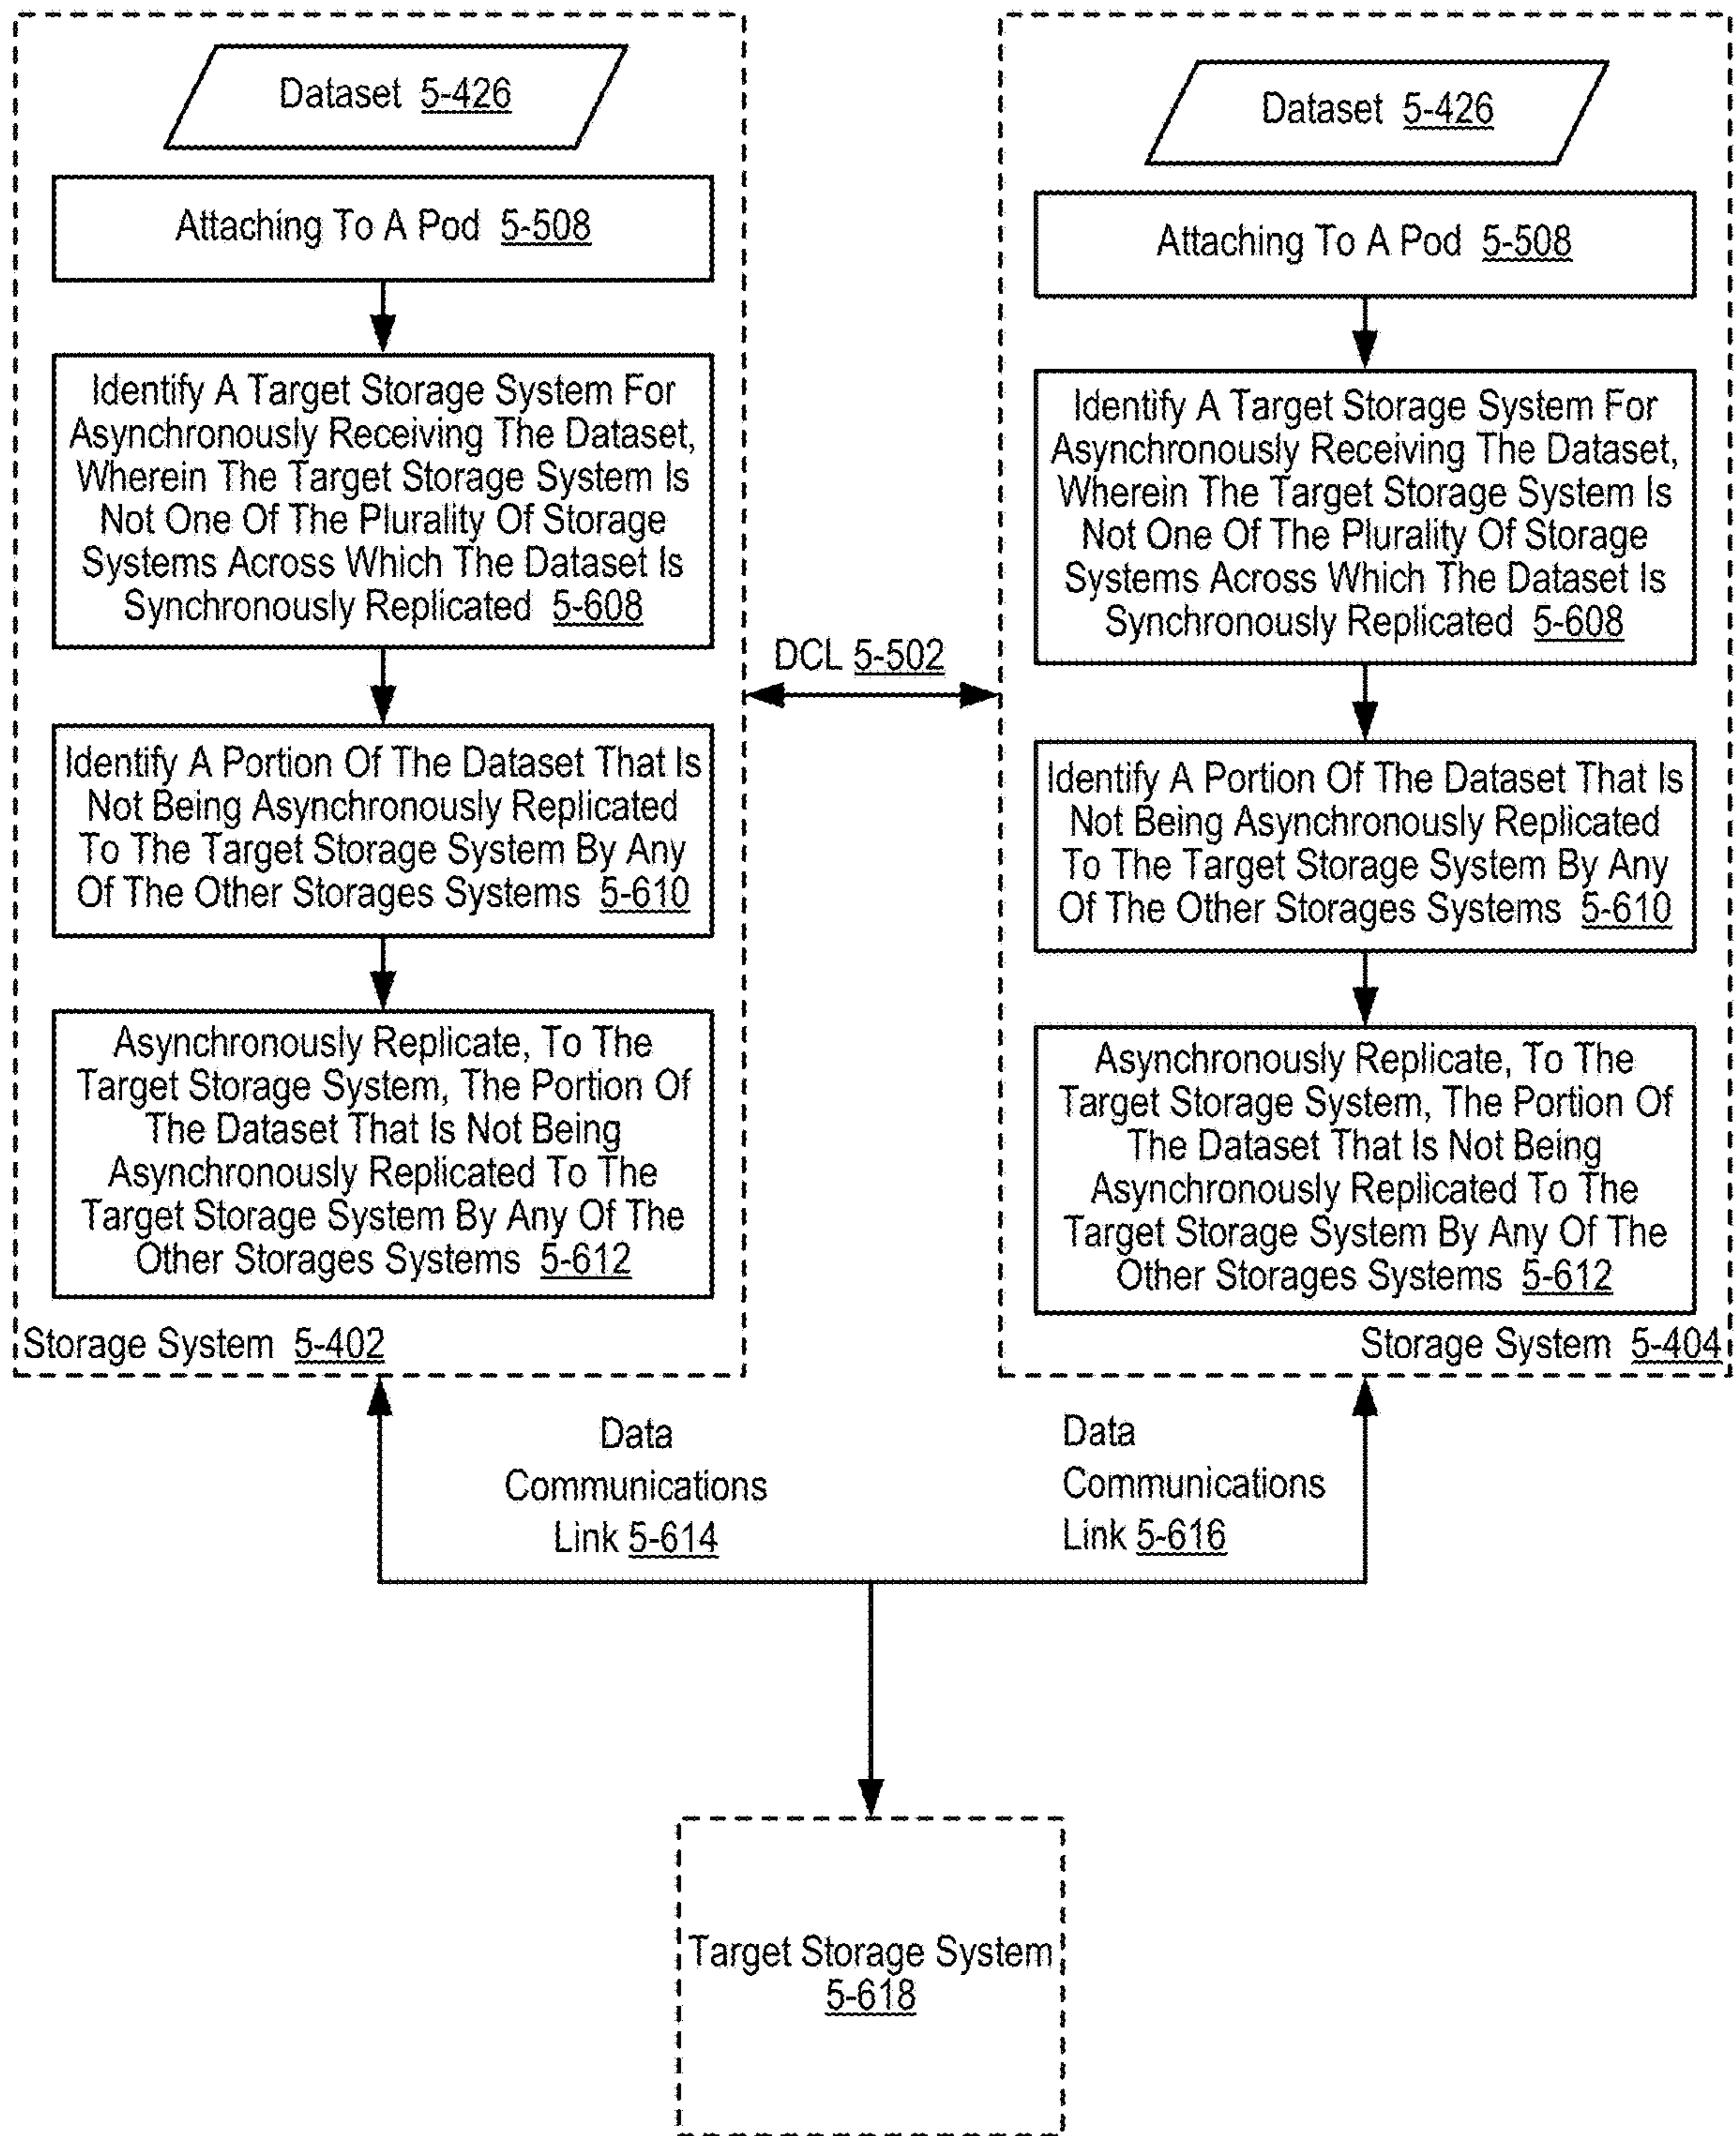 Dataset 5-426
Attaching To A Pod 5-508
Identify A Target Storage System For
Asynchronously Receiving The Dataset,
Wherein The Target Storage System Is
Not One Of The Plurality Of Storage
Systems Across Which The Dataset Is
Synchronously Replicated 5-608
Identify A Portion Of The Dataset That Is
Not Being Asynchronously Replicated
To The Target Storage System By Any
Of The Other Storages Systems 5-610
Asynchronously Replicate, To The
Target Storage System, The Portion Of
The Dataset That Is Not Being
Asynchronously Replicated To The
Target Storage System By Any Of The
Other Storages Systems 5-612
Storage System 5-402
DCL 5-502
Dataset 5-426
Attaching To A Pod 5-508
Identify A Target Storage System For
Asynchronously Receiving The Dataset,
Wherein The Target Storage System Is
Not One Of The Plurality Of Storage
Systems Across Which The Dataset Is
Synchronously Replicated 5-608
Identify A Portion Of The Dataset That Is
Not Being Asynchronously Replicated
To The Target Storage System By Any
Of The Other Storages Systems 5-610
Asynchronously Replicate, To The
Target Storage System, The Portion Of
The Dataset That Is Not Being
Asynchronously Replicated To The
Target Storage System By Any Of The
Other Storages Systems 5-612
Storage System 5-404
Data
Communications
Link 5-614
Data
Communications
Link 5-616
Target Storage System
5-618